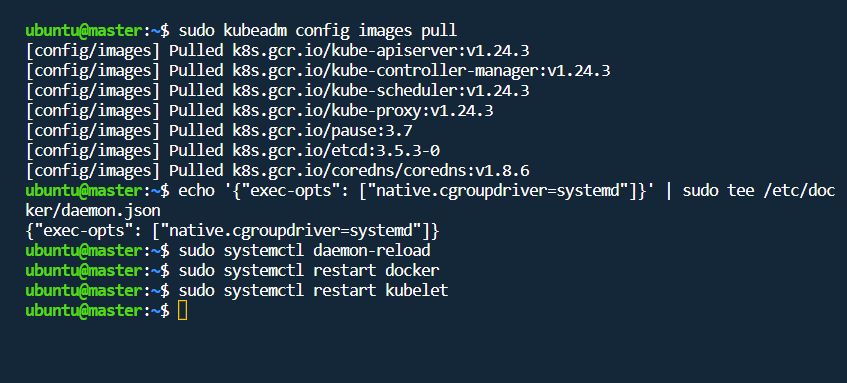 ubuntu@master:~$ sudo kubeadm config images pull
[config/images] Pulled k8s.gcr.io/kube-apiserver:v1.24.3
[config/images] Pulled k8s.gcr.io/kube-controller-manager:v1.24.3
[config/images] Pulled k8s.gcr.io/kube-scheduler:v1.24.3
[config/images] Pulled k8s.gcr.io/kube-proxy:v1.24.3
[config/images] Pulled k8s.gcr.io/pause:3.7
[config/images] Pulled k8s.gcr.io/etcd:3.5.3-0
[config/images] Pulled k8s.gcr.io/coredns/coredns:v1.8.6
ubuntu@master:~$ echo '{"exec-opts": ["native.cgroupdriver=systemd"]}' | sudo tee /etc/doc
ker/daemon.json
{"exec-opts": ["native.cgroupdriver=systemd"]}
ubuntu@master:~$ sudo systemctl daemon-reload
ubuntu@master:~$ sudo systemctl restart docker
ubuntu@master:~$ sudo systemctl restart kubelet
ubuntu@master:~$